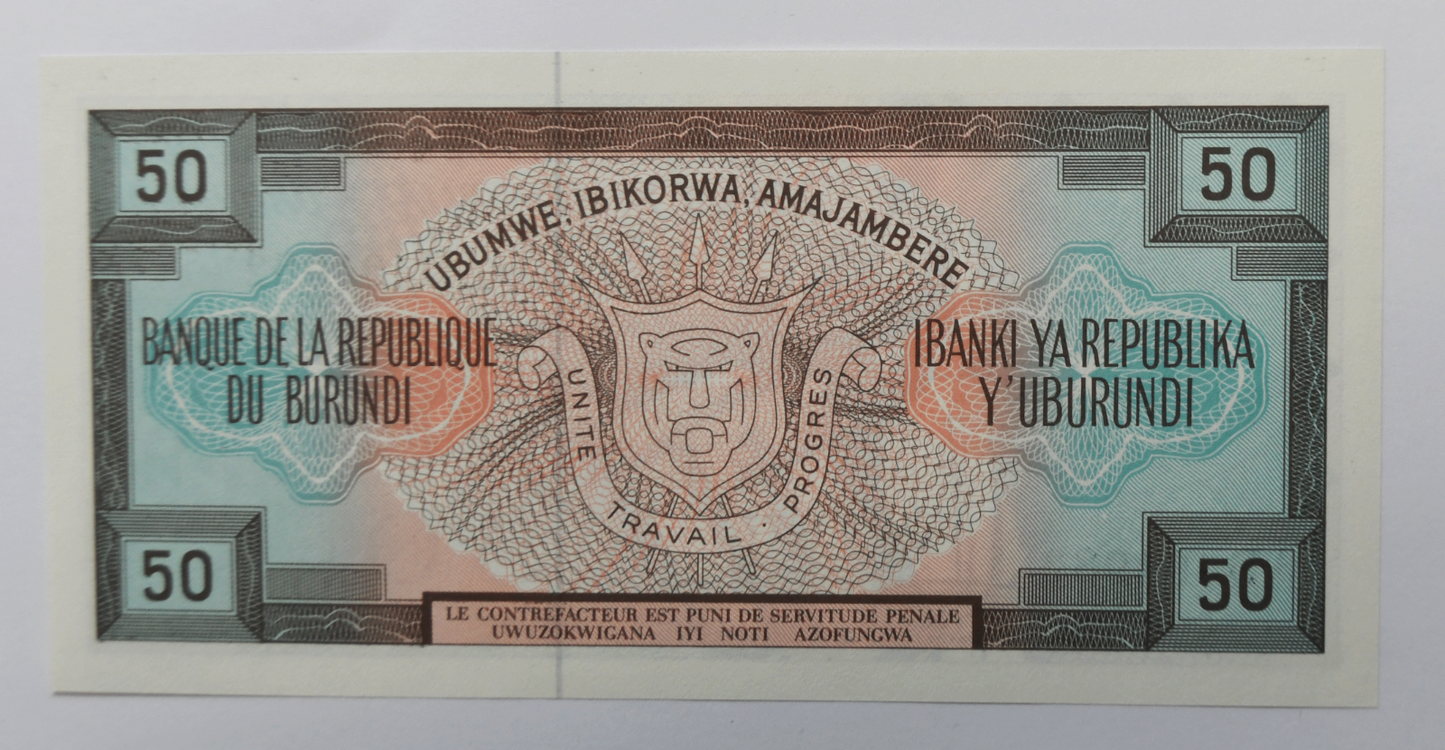 50
50
UBUMWE, IBIKORWA, AMAJAMBERE
BANQUE DE LA REPUBLIQUE
DU BURUNDI
IBANKI YA REPUBLIKA
Y'UBURUNDI
UNITE TRAVAIL · PROGRES
50
50
LE CONTREFACTEUR EST PUNI DE SERVITUDE PENALE
UWUZOKWIGANA IYI NOTI AZOFUNGWA